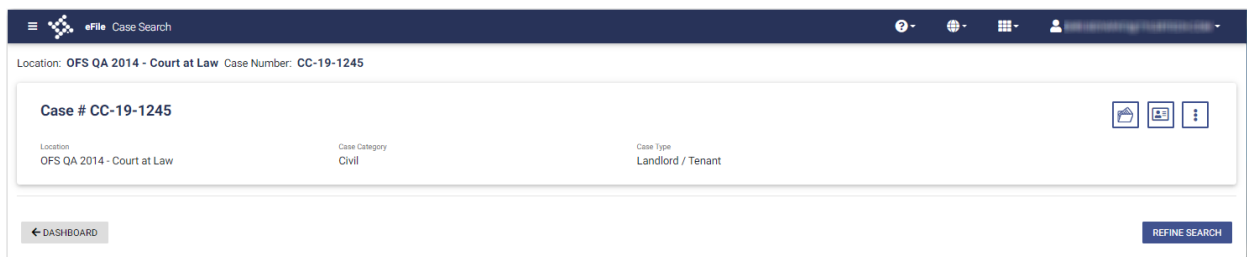 eFile Case Search
Location: OFS QA 2014 - Court at Law Case Number: CC-19-1245
Case # CC-19-1245
Location Case Category Case Type
OFS QA 2014 - Court at Law Civil Landlord / Tenant
DASHBOARD REFINE SEARCH